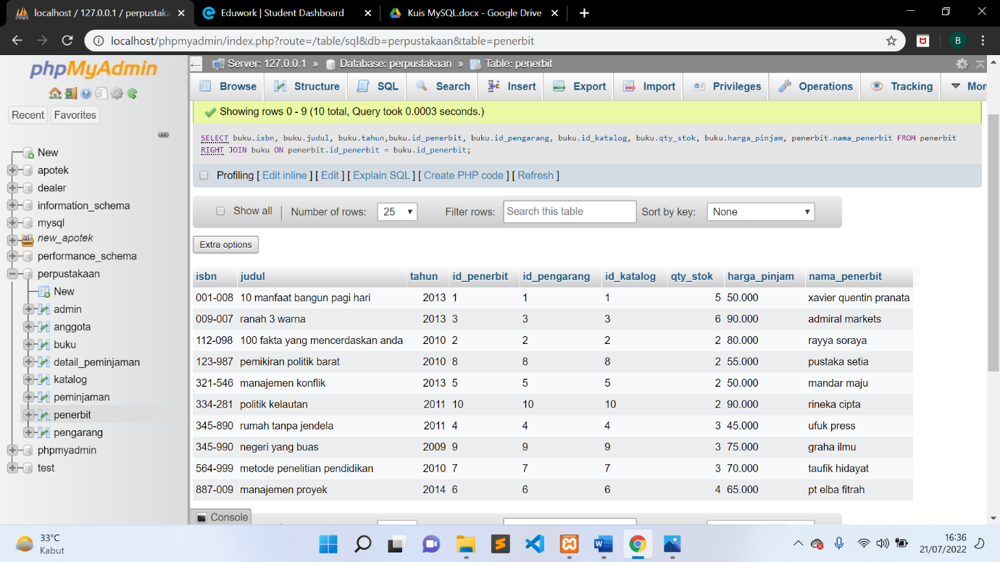 localhost / 127.0.0.1 / perpustaka
Eduwork | Student Dashboard
Kuis MySQL.docx - Google Drive
localhost/phpmyadmin/index.php?route=/table/sql&db=perpustakaan&table=penerbit
B
phpMyAdmin
Recent Favorites
New
apotek
dealer
information_schema
mysql
new_apotek
performance_schema
perpustakaan
New
admin
anggota
buku
detail_peminjaman
katalog
peminjaman
penerbit
pengarang
phpmyadmin
test
Server: 127.0.0.1 » Database: perpustakaan » Table: penerbit
Browse Structure SQL Search Insert Export Import Privileges Operations Tracking Mor
Showing rows 0 - 9 (10 total, Query took 0.0003 seconds.)
SELECT buku.isbn, buku.judul, buku.tahun,buku.id_penerbit, buku.id_pengarang, buku.id_katalog, buku.qty_stok, buku.harga_pinjam, penerbit.nama_penerbit FROM penerbit
RIGHT JOIN buku ON penerbit.id_penerbit = buku.id_penerbit;
Profiling [ Edit inline ] [ Edit ] [ Explain SQL ] [ Create PHP code ] [ Refresh ]
Show all | Number of rows: 25 Filter rows: Search this table Sort by key: None
Extra options
isbn judul tahun id_penerbit id_pengarang id_katalog qty_stok harga_pinjam nama_penerbit
001-008 10 manfaat bangun pagi hari 2013 1 1 1 5 50.000 xavier quentin pranata
009-007 ranah 3 warna 2013 3 3 3 6 90.000 admiral markets
112-098 100 fakta yang mencerdaskan anda 2010 2 2 2 2 80.000 rayya soraya
123-987 pemikiran politik barat 2010 8 8 8 2 55.000 pustaka setia
321-546 manajemen konflik 2013 5 5 5 2 50.000 mandar maju
334-281 politik kelautan 2011 10 10 10 2 90.000 rineka cipta
345-890 rumah tanpa jendela 2011 4 4 4 3 45.000 ufuk press
345-990 negeri yang buas 2009 9 9 9 3 75.000 graha ilmu
564-999 metode penelitian pendidikan 2010 7 7 7 3 70.000 taufik hidayat
887-009 manajemen proyek 2014 6 6 6 4 65.000 pt elba fitrah
Console
33°C
Kabut
16:36
21/07/2022